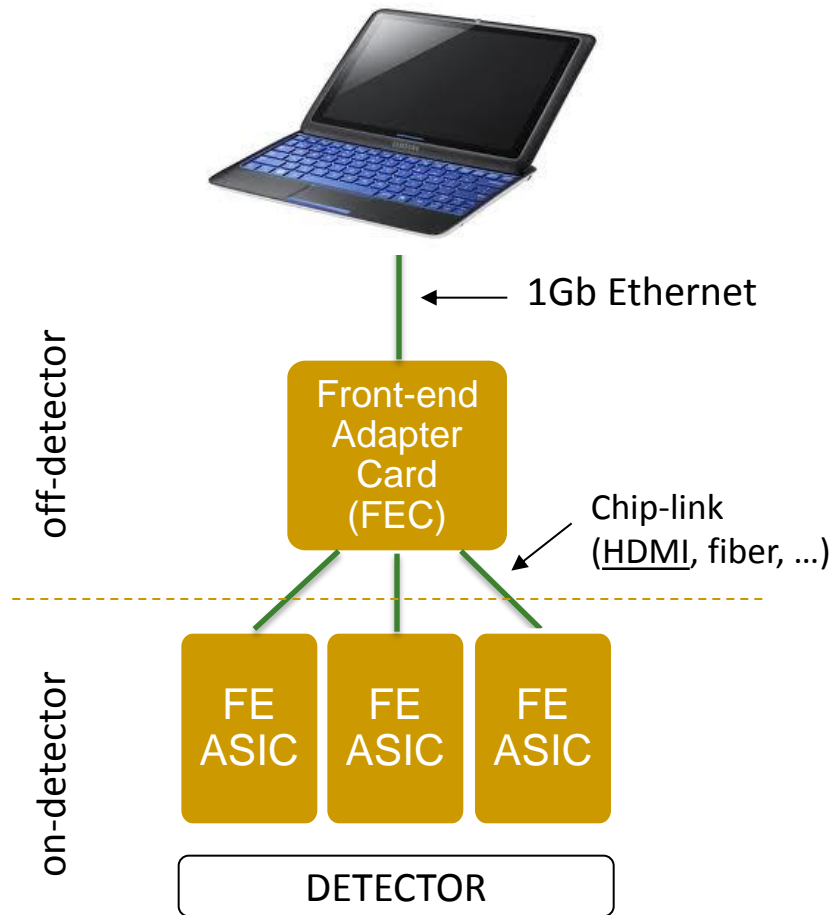 1Gb Ethernet
off-detector
Front-end
Adapter
Card
(FEC)
Chip-link
(HDMI, fiber, …)
on-detector
FE
ASIC
FE
ASIC
FE
ASIC
DETECTOR